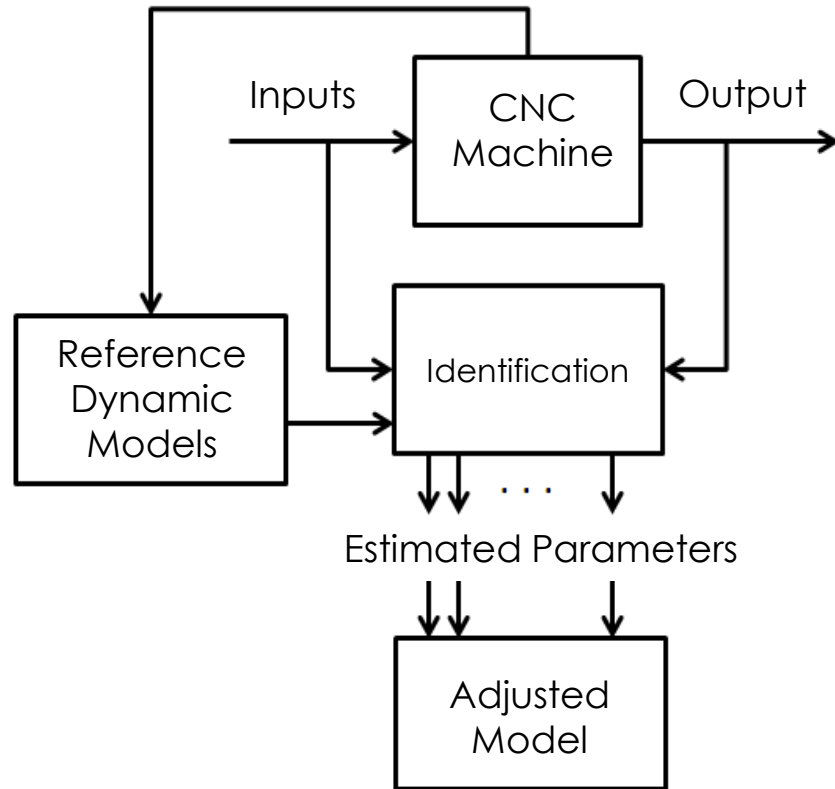 Inputs
CNC
Machine
Output
Reference
Dynamic
Models
Identification
. . .
Estimated Parameters
Adjusted
Model